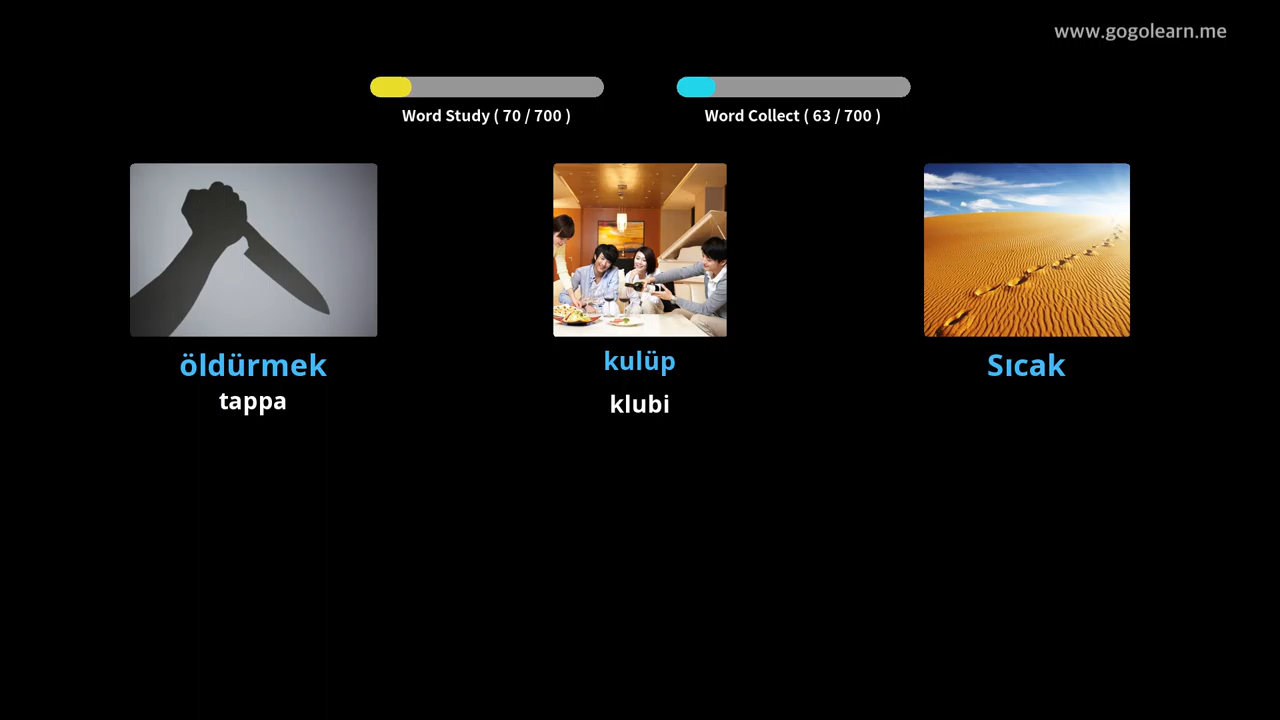 www.gogolearn.me
Word Study ( 70 / 700 )
Word Collect ( 63 / 700 )
öldürmek
tappa
kulüp
klubi
Sıcak